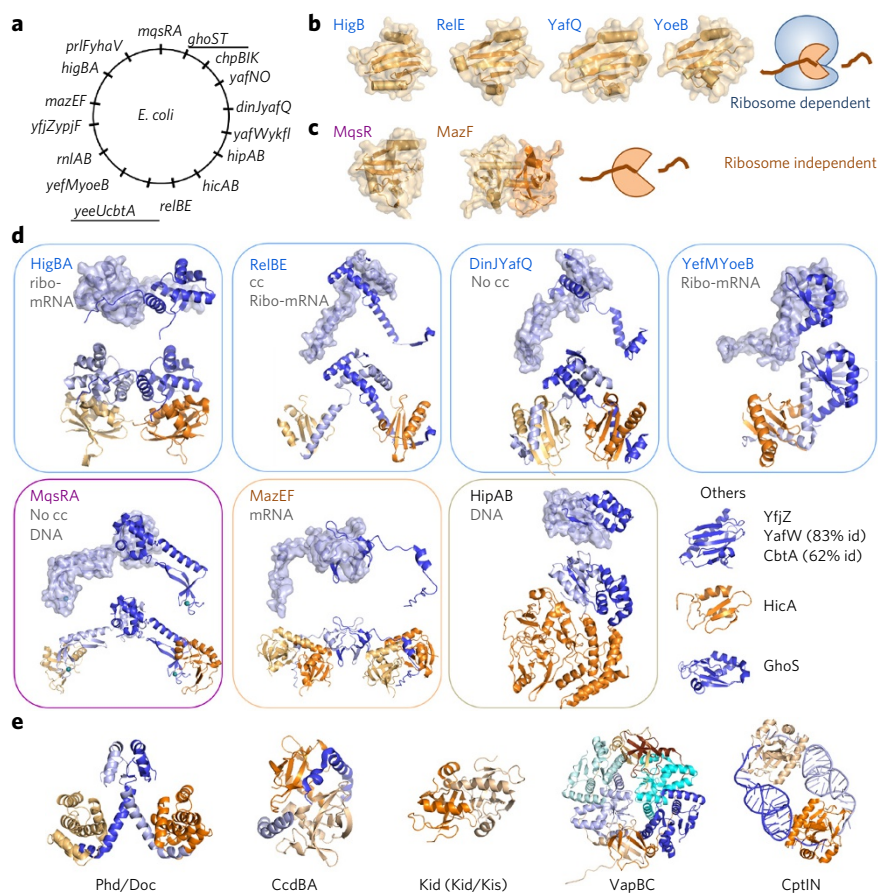 a
mqsRA
ghoST
chpBIK
yafNO
dinJyafQ
yafWykfI
hipAB
hicAB
relBE
yeeUcbtA
yefMyoeB
rnlAB
yfjZypjF
mazEF
higBA
prlFyhaV
E. coli
b
HigB
RelE
YafQ
YoeB
Ribosome dependent
c
MqsR
MazF
Ribosome independent
d
HigBA
ribo-
mRNA
RelBE
cc
Ribo-mRNA
DinJYafQ
No cc
YefMYoeB
Ribo-mRNA
MqsRA
No cc
DNA
MazEF
mRNA
HipAB
DNA
Others
YfjZ
YafW (83% id)
CbtA (62% id)
HicA
GhoS
e
Phd/Doc
CcdBA
Kid (Kid/Kis)
VapBC
CptIN